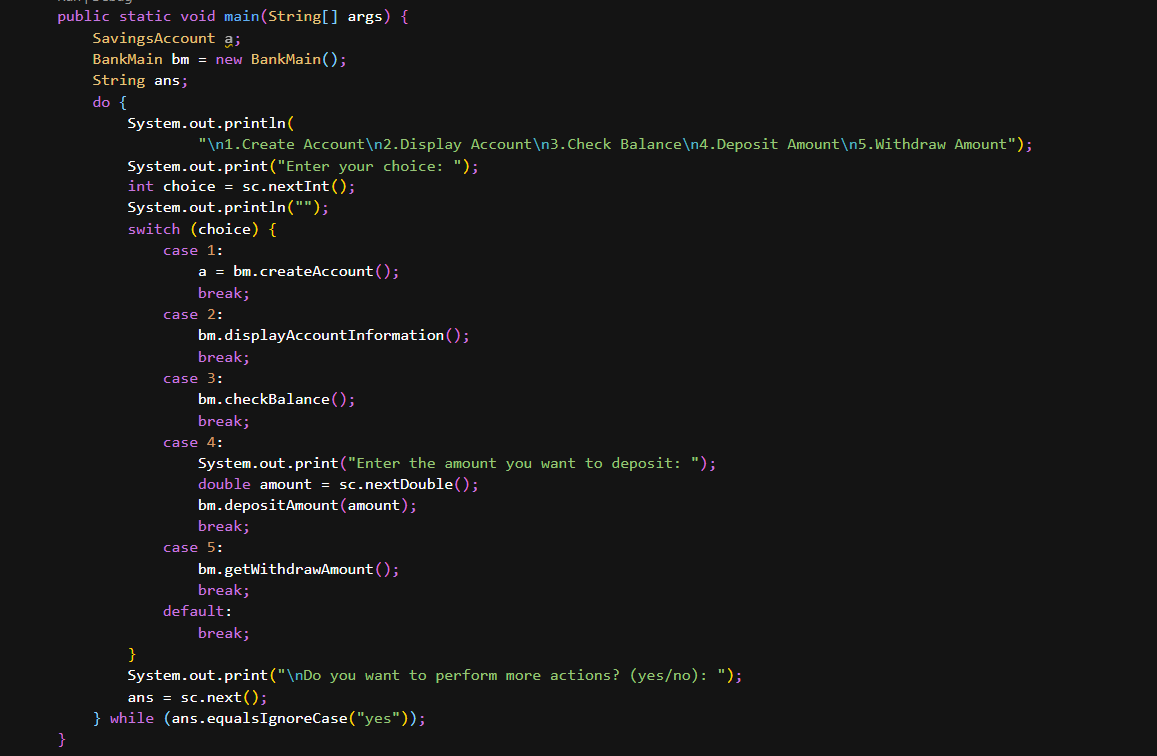 public static void main(String[] args) {
SavingsAccount a;
BankMain bm = new BankMain();
String ans;
do {
System.out.println(
"\n1.Create Account\n2.Display Account\n3.Check Balance\n4.Deposit Amount\n5.Withdraw Amount");
System.out.print("Enter your choice: ");
int choice = sc.nextInt();
System.out.println("");
switch (choice) {
case 1:
a = bm.createAccount();
break;
case 2:
bm.displayAccountInformation();
break;
case 3:
bm.checkBalance();
break;
case 4:
System.out.print("Enter the amount you want to deposit: ");
double amount = sc.nextDouble();
bm.depositAmount(amount);
break;
case 5:
bm.getWithdrawAmount();
break;
default:
break;
}
System.out.print("\nDo you want to perform more actions? (yes/no): ");
ans = sc.next();
} while (ans.equalsIgnoreCase("yes"));
}